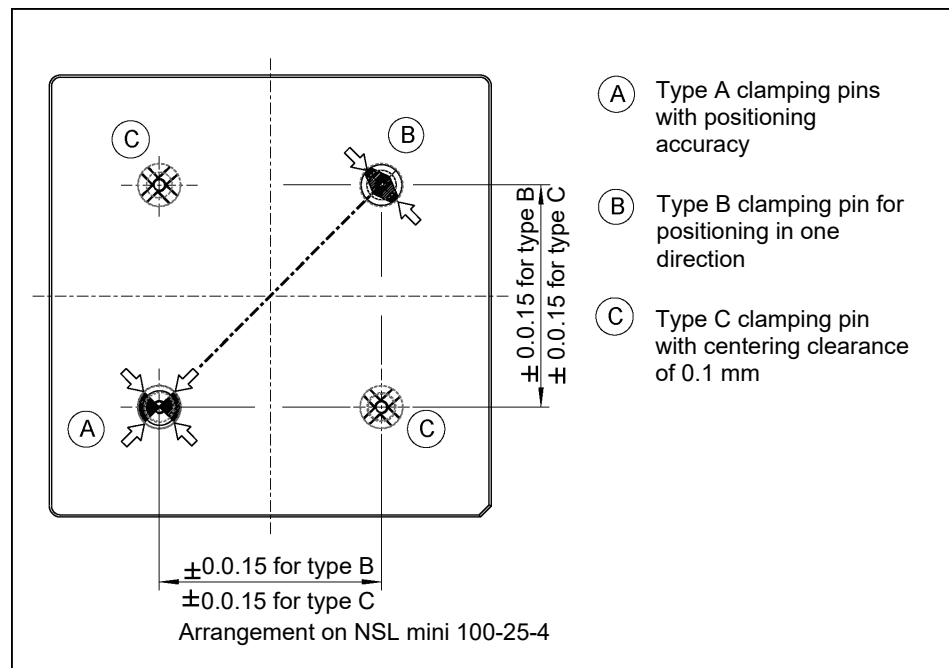 C
B
A Type A clamping pins
with positioning
accuracy
B Type B clamping pin for
positioning in one
direction
C Type C clamping pin
with centering clearance
of 0.1 mm
± 0.0.15 for type B
± 0.0.15 for type C
A
C
±0.0.15 for type B
±0.0.15 for type C
Arrangement on NSL mini 100-25-4